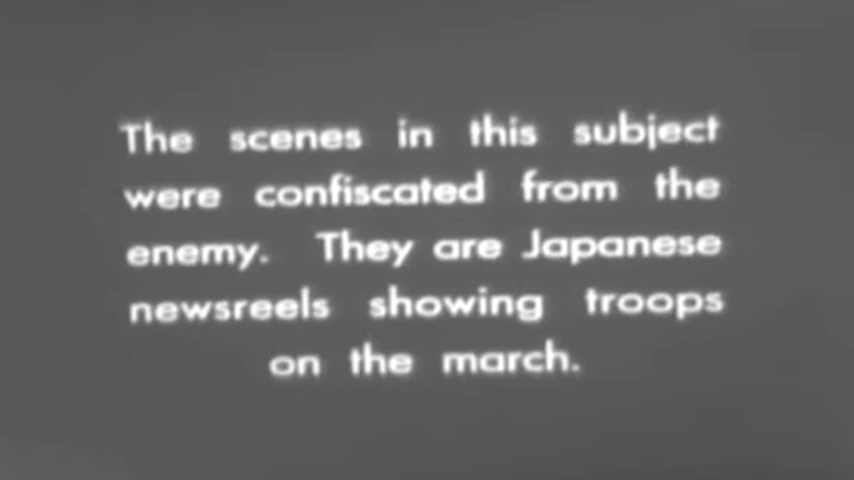 The scenes in this subject
were confiscated from the
enemy. They are Japanese
newsreels showing troops
on the march.